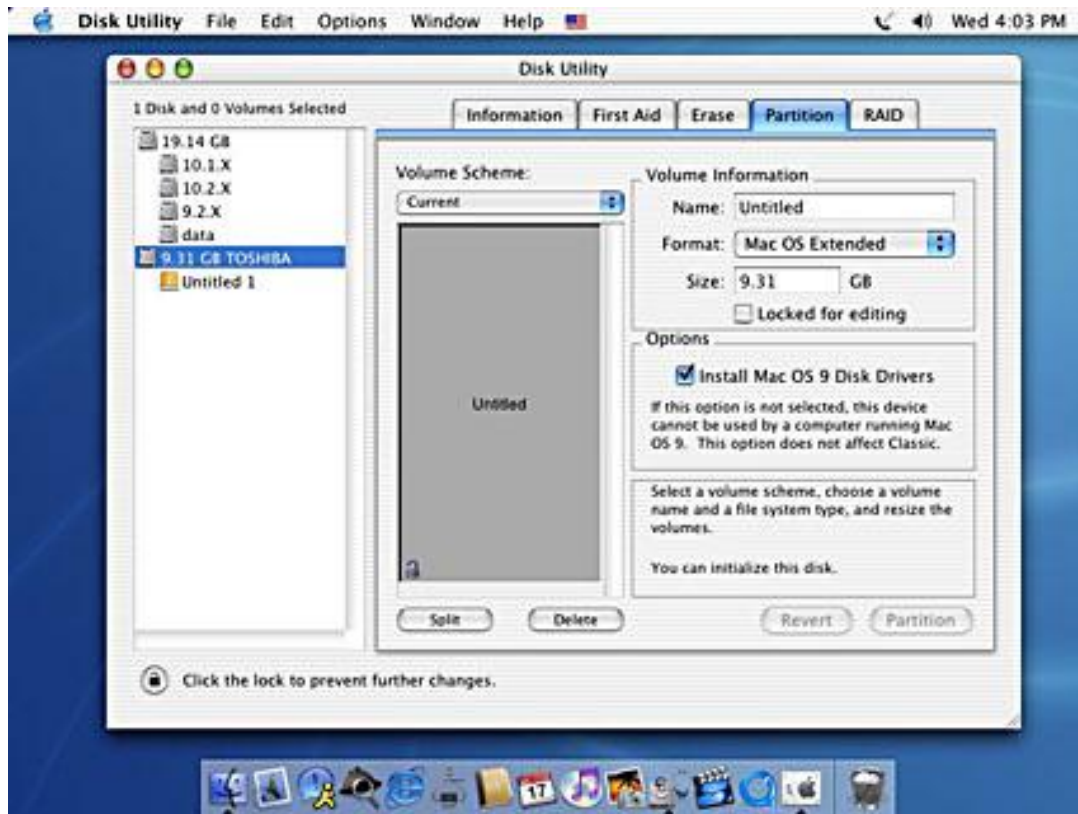 Disk Utility File Edit Options Window Help Wed 4:03 PM
Disk Utility
1 Disk and 0 Volumes Selected
Information First Aid Erase Partition RAID
19.14 GB
10.1.X
10.2.X
9.2.X
data
9.31 GB TOSHIBA
Untitled 1
Volume Scheme:
Current
Untitled
Split Delete
Volume Information
Name: Untitled
Format: Mac OS Extended
Size: 9.31 GB
Locked for editing
Options
Install Mac OS 9 Disk Drivers
If this option is not selected, this device
cannot be used by a computer running Mac
OS 9. This option does not affect Classic.
Select a volume scheme, choose a volume
name and a file system type, and resize the
volumes.
You can initialize this disk.
Revert Partition
Click the lock to prevent further changes.
17